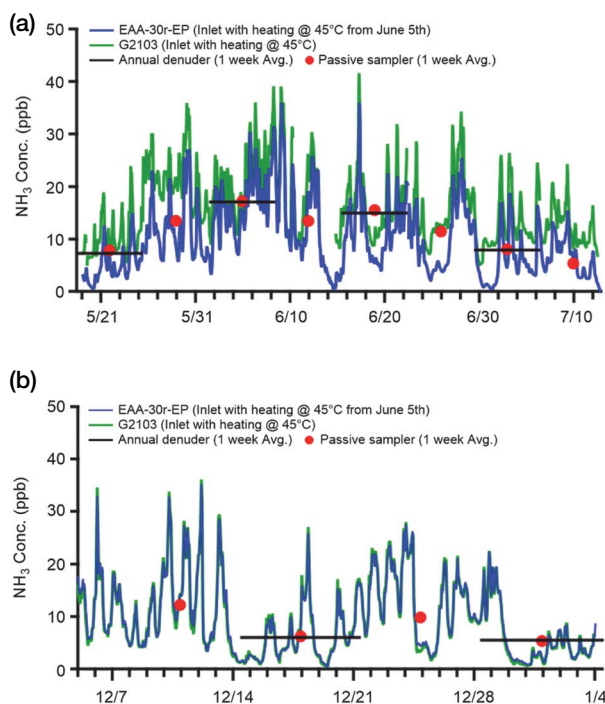 (a)
EAA-30r-EP (Inlet with heating @ 45°C from June 5th)
G2103 (Inlet with heating @ 45°C)
Annual denuder (1 week Avg.) Passive sampler (1 week Avg.)
NH3 Conc. (ppb)
50
40
30
20
10
0
5/21 5/31 6/10 6/20 6/30 7/10
(b)
EAA-30r-EP (Inlet with heating @ 45°C from June 5th)
G2103 (Inlet with heating @ 45°C)
Annual denuder (1 week Avg.) Passive sampler (1 week Avg.)
NH3 Conc. (ppb)
50
40
30
20
10
0
12/7 12/14 12/21 12/28 1/4